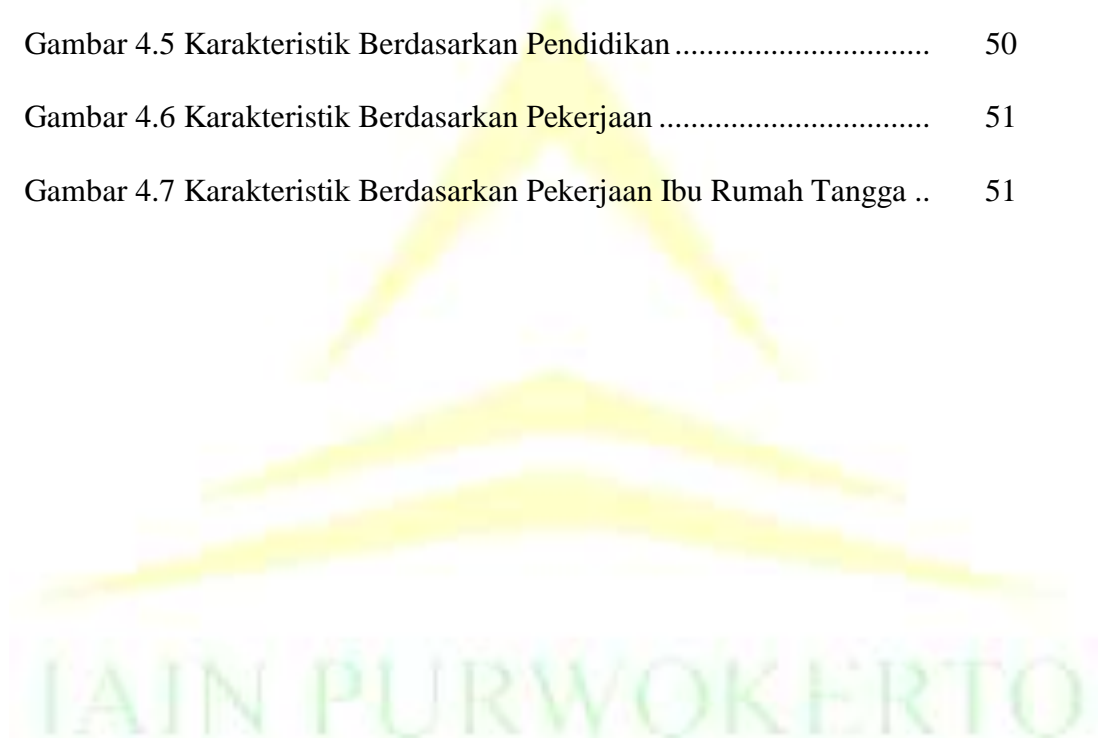 Gambar 4.5 Karakteristik Berdasarkan Pendidikan ............................ 50
Gambar 4.6 Karakteristik Berdasarkan Pekerjaan ............................. 51
Gambar 4.7 Karakteristik Berdasarkan Pekerjaan Ibu Rumah Tangga .. 51
IAIN PURWOKERTO